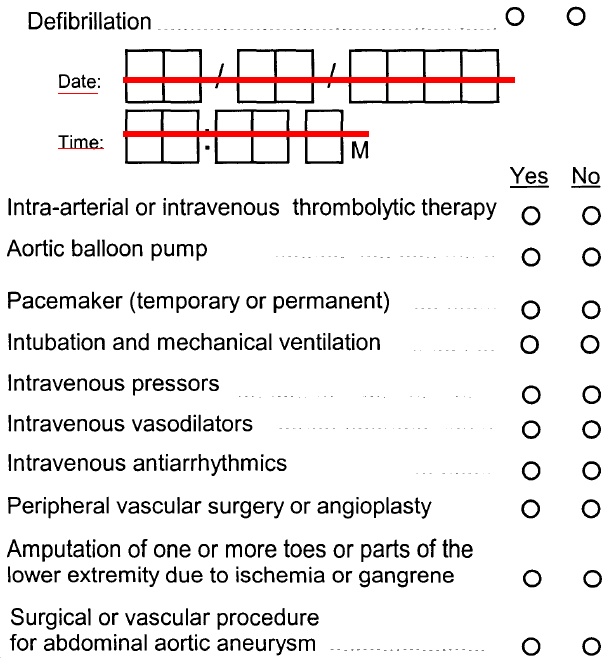 Defibrillation
Date: / /
Time: : M
Yes No
Intra-arterial or intravenous thrombolytic therapy
Aortic balloon pump
Pacemaker (temporary or permanent)
Intubation and mechanical ventilation
Intravenous pressors
Intravenous vasodilators
Intravenous antiarrhythmics
Peripheral vascular surgery or angioplasty
Amputation of one or more toes or parts of the
lower extremity due to ischemia or gangrene
Surgical or vascular procedure
for abdominal aortic aneurysm